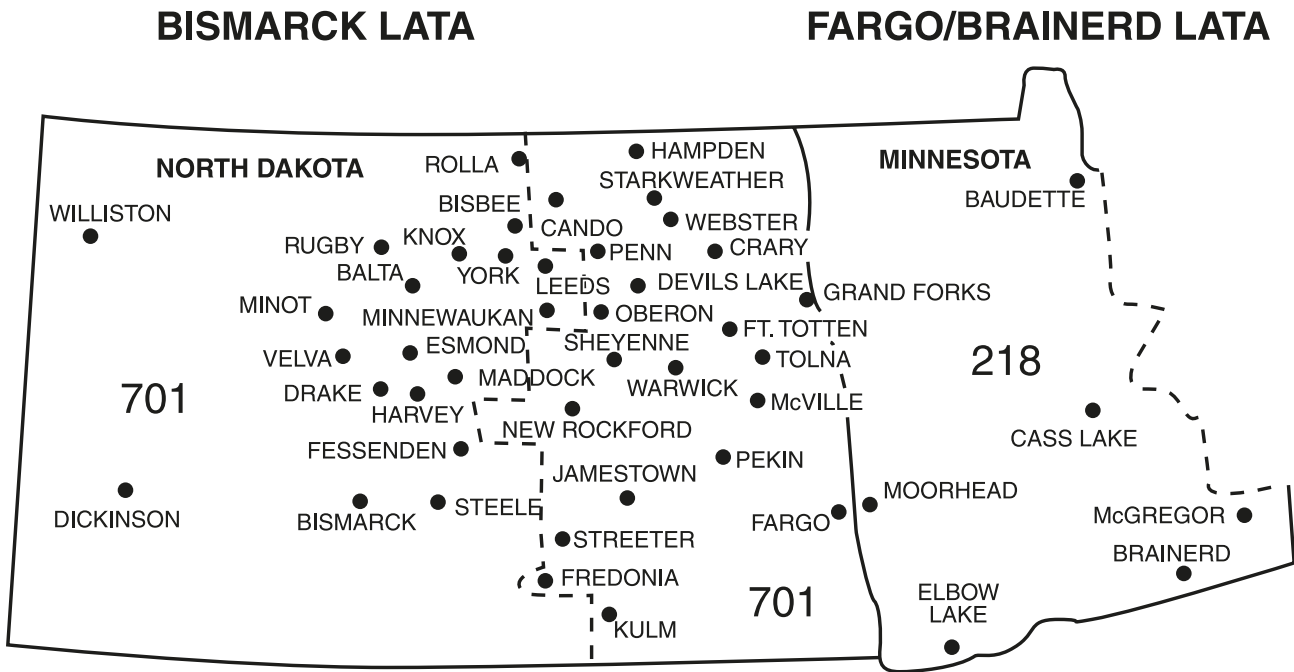 BISMARCK LATA
FARGO/BRAINERD LATA
NORTH DAKOTA
ROLLA
HAMPDEN
MINNESOTA
STARKWEATHER
BAUDETTE
WILLISTON
BISBEE
CANDO
WEBSTER
RUGBY
KNOX
PENN
CRARY
BALTA
YORK
LEEDS
DEVILS LAKE
GRAND FORKS
MINOT
MINNEWAUKAN
OBERON
FT. TOTTEN
VELVA
ESMOND
SHEYENNE
TOLNA
218
701
DRAKE
MADDOCK
WARWICK
HARVEY
McVILLE
NEW ROCKFORD
CASS LAKE
FESSENDEN
PEKIN
JAMESTOWN
MOORHEAD
DICKINSON
BISMARCK
STEELE
FARGO
McGREGOR
STREETER
BRAINERD
FREDONIA
701
ELBOW
LAKE
KULM